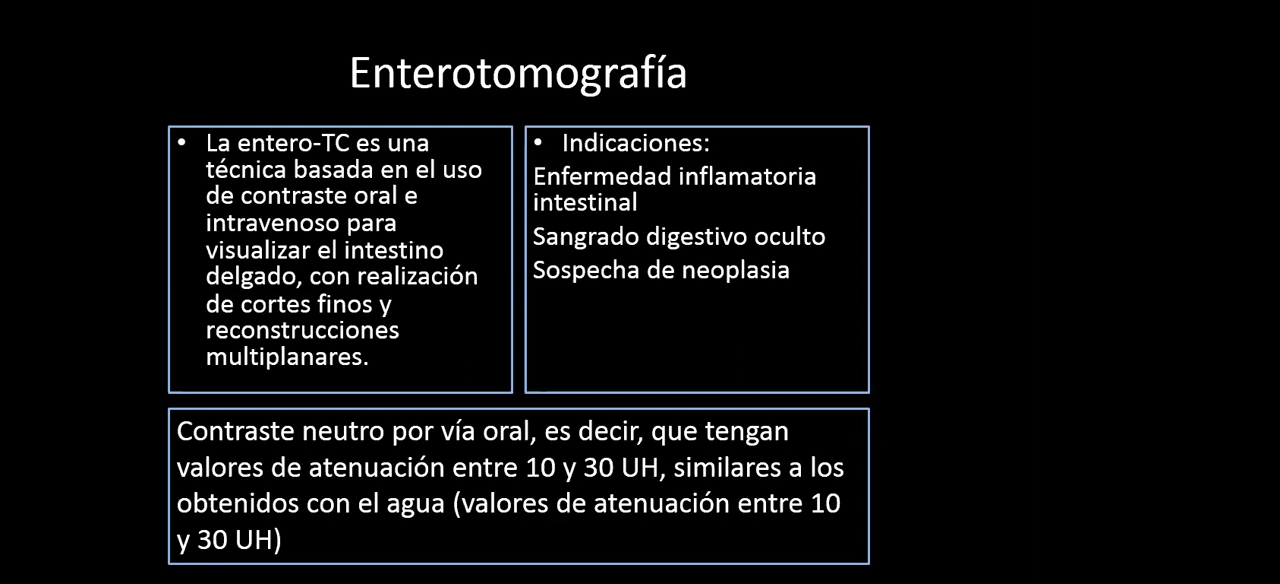 Enterotomografía
• La entero-TC es una
técnica basada en el uso
de contraste oral e
intravenoso para
visualizar el intestino
delgado, con realización
de cortes finos y
reconstrucciones
multiplanares.
• Indicaciones:
Enfermedad inflamatoria
intestinal
Sangrado digestivo oculto
Sospecha de neoplasia
Contraste neutro por vía oral, es decir, que tengan
valores de atenuación entre 10 y 30 UH, similares a los
obtenidos con el agua (valores de atenuación entre 10
y 30 UH)